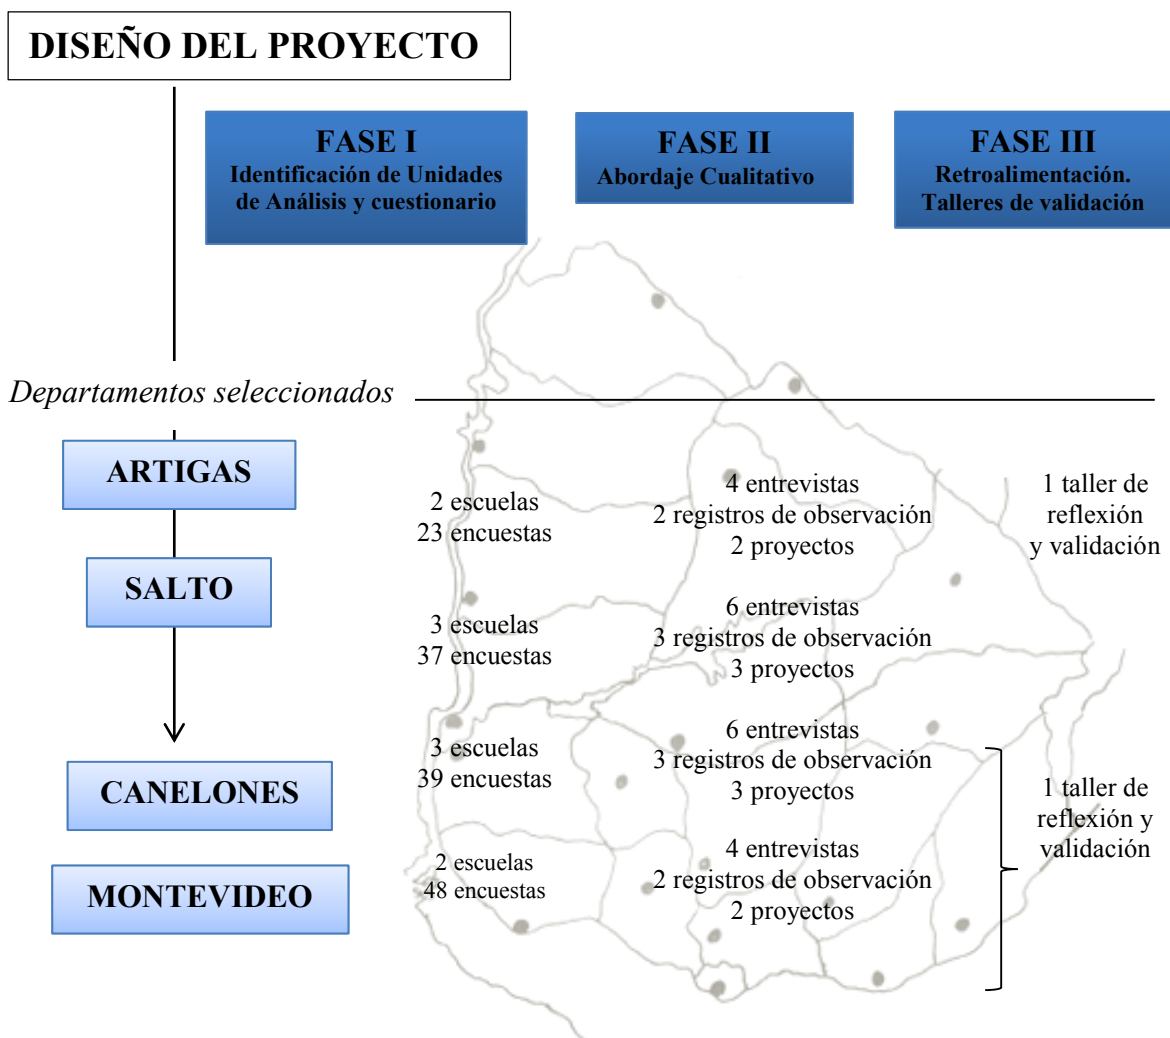 DISEÑO DEL PROYECTO
FASE I
Identificación de Unidades
de Análisis y cuestionario
FASE II
Abordaje Cualitativo
FASE III
Retroalimentación.
Talleres de validación
Departamentos seleccionados
ARTIGAS
2 escuelas
23 encuestas
4 entrevistas
2 registros de observación
2 proyectos
1 taller de
reflexión
y validación
SALTO
3 escuelas
37 encuestas
6 entrevistas
3 registros de observación
3 proyectos
CANELONES
3 escuelas
39 encuestas
6 entrevistas
3 registros de observación
3 proyectos
1 taller de
reflexión y
validación
MONTEVIDEO
2 escuelas
48 encuestas
4 entrevistas
2 registros de observación
2 proyectos